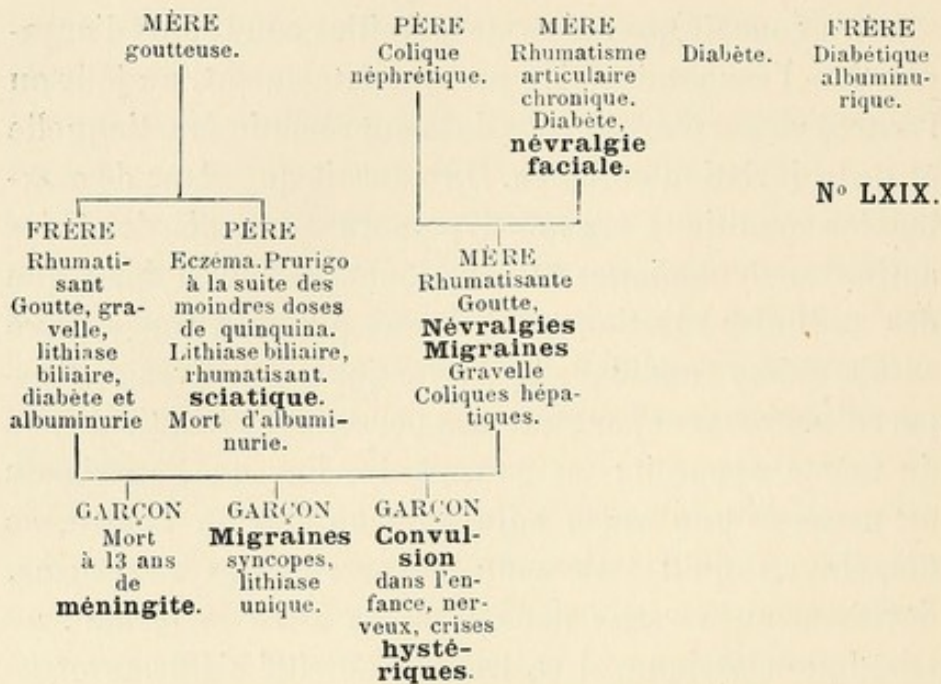 MÈRE
goutteuse.
PÈRE
Colique
néphrétique.
MÈRE
Rhumatisme
articulaire
chronique.
Diabète,
névralgie
faciale.
Diabète.
FRÈRE
Diabétique
albuminu-
rique.
Nº LXIX.
FRÈRE
Rhumati-
sant
Goutte, gra-
velle,
lithiase
biliaire,
diabète et
albuminurie
PÈRE
Eczéma. Prurigo
à la suite des
moindres doses
de quinquina.
Lithiase biliaire,
rhumatisant.
sciatique.
Mort d'albumi-
nurie.
MÈRE
Rhumatisante
Goutte,
Névralgies
Migraines
Gravelle
Coliques hépa-
tiques.
GARÇON
Mort
à 13 ans
de
méningite.
GARÇON
Migraines
syncopes,
lithiase
unique.
GARÇON
Convul-
sion
dans l'en-
fance, ner-
veux, crises
hysté-
riques.